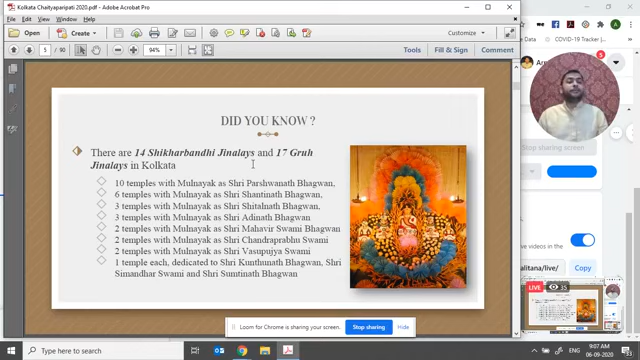 Kolkata Chaityaparipati 2020.pdf - Adobe Acrobat Pro
File Edit View Window Help
Open Create Customize
5 / 90 94% Tools Fill & Sign Comment
DID YOU KNOW ?
There are 14 Shikharbandhi Jinalays and 17 Gruh
Jinalays in Kolkata
10 temples with Mulnayak as Shri Parshwanath Bhagwan,
6 temples with Mulnayak as Shri Shantinath Bhagwan,
3 temples with Mulnayak as Shri Shitalnath Bhagwan,
3 temples with Mulnayak as Shri Adinath Bhagwan
2 temples with Mulnayak as Shri Mahavir Swami Bhagwan
2 temples with Mulnayak as Shri Chandraprabhu Swami
2 temples with Mulnayak as Shri Vasupujya Swami
1 temple each, dedicated to Shri Kunthunath Bhagwan, Shri
Simandhar Swami and Shri Sumtinath Bhagwan
COVID-19 Tracker |
Stop sharing
live videos in the
alitana/live/ Copy
LIVE 35
Loom for Chrome is sharing your screen. Stop sharing Hide
Type here to search
ENG
9:07 AM
06-09-2020